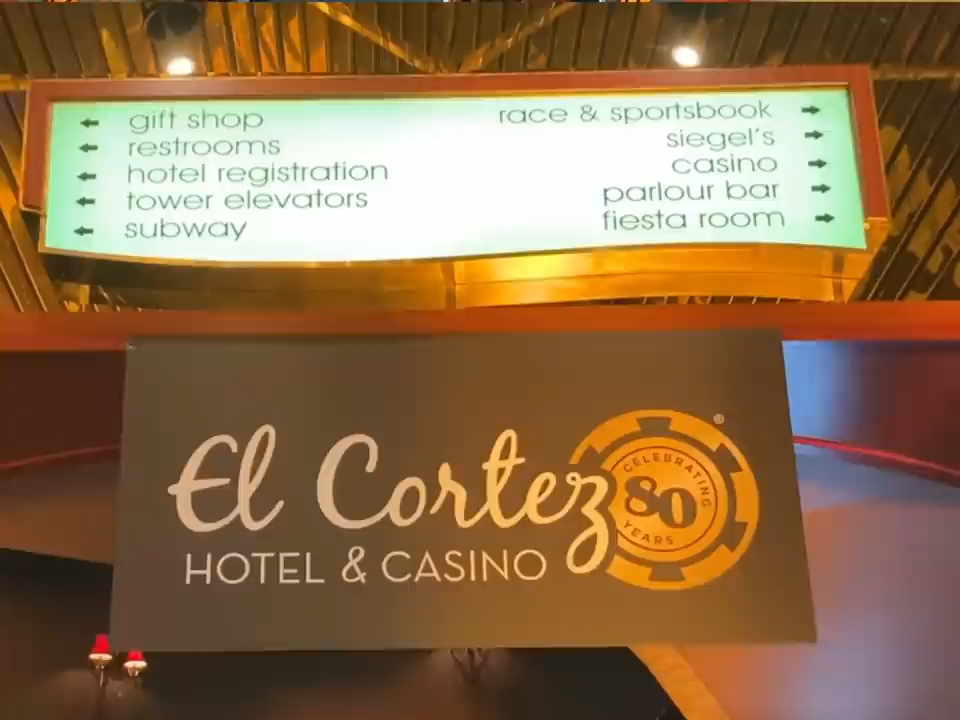 gift shop
restrooms
hotel registration
tower elevators
subway
race & sportsbook
siegel's
casino
parlour bar
fiesta room
El Cortez
HOTEL & CASINO
®
CELEBRATING
80
YEARS